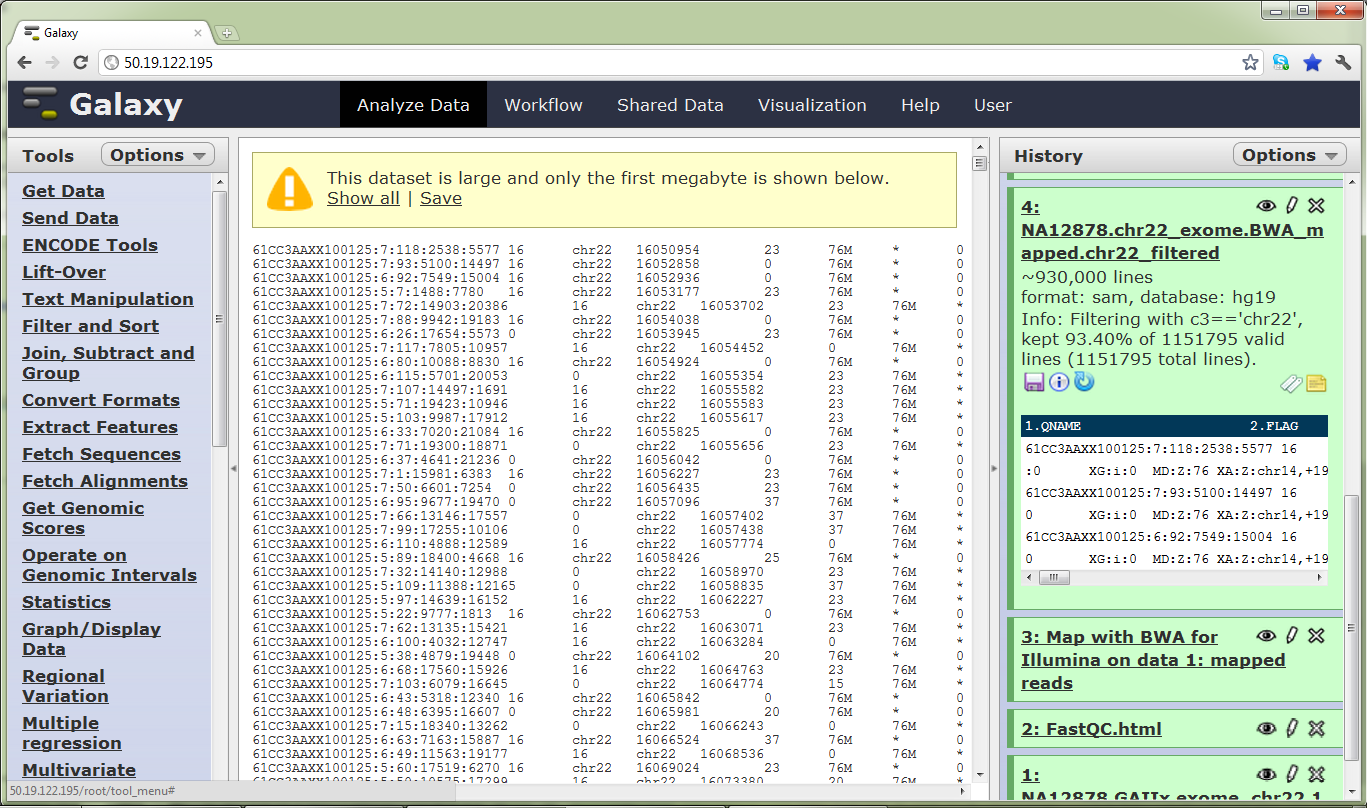 Galaxy
50.19.122.195
Galaxy
Analyze Data Workflow Shared Data Visualization Help User
Tools Options
Get Data
Send Data
ENCODE Tools
Lift-Over
Text Manipulation
Filter and Sort
Join, Subtract and
Group
Convert Formats
Extract Features
Fetch Sequences
Fetch Alignments
Get Genomic
Scores
Operate on
Genomic Intervals
Statistics
Graph/Display
Data
Regional
Variation
Multiple
regression
Multivariate
50.19.122.195/root/tool_menu#
This dataset is large and only the first megabyte is shown below.
Show all | Save
61CC3AAXX100125:7:118:2538:5577 16 chr22 16050954 23 76M * 0
61CC3AAXX100125:7:93:5100:14497 16 chr22 16052858 0 76M * 0
61CC3AAXX100125:6:92:7549:15004 16 chr22 16052936 0 76M * 0
61CC3AAXX100125:5:7:1488:7780 16 chr22 16053177 23 76M * 0
61CC3AAXX100125:7:72:14903:20386 16 chr22 16053702 23 76M *
61CC3AAXX100125:7:88:9942:19183 16 chr22 16054038 0 76M * 0
61CC3AAXX100125:6:26:17654:5573 0 chr22 16053945 23 76M * 0
61CC3AAXX100125:7:117:7805:10957 16 chr22 16054452 0 76M *
61CC3AAXX100125:6:80:10088:8830 16 chr22 16054924 0 76M * 0
61CC3AAXX100125:6:115:5701:20053 0 chr22 16055354 23 76M *
61CC3AAXX100125:7:107:14497:1691 16 chr22 16055582 23 76M *
61CC3AAXX100125:5:71:19423:10946 16 chr22 16055583 23 76M *
61CC3AAXX100125:5:103:9987:17912 16 chr22 16055617 23 76M *
61CC3AAXX100125:6:33:7020:21084 16 chr22 16055825 0 76M * 0
61CC3AAXX100125:7:71:19300:18871 0 chr22 16055656 23 76M *
61CC3AAXX100125:6:37:4641:21236 0 chr22 16056042 0 76M * 0
61CC3AAXX100125:7:1:15981:6383 16 chr22 16056227 23 76M * 0
61CC3AAXX100125:7:50:6601:7254 0 chr22 16056435 23 76M * 0
61CC3AAXX100125:6:95:9677:19470 0 chr22 16057096 37 76M * 0
61CC3AAXX100125:7:66:13146:17557 0 chr22 16057402 37 76M *
61CC3AAXX100125:7:99:17255:10106 0 chr22 16057438 37 76M *
61CC3AAXX100125:6:110:4888:12589 16 chr22 16057774 0 76M *
61CC3AAXX100125:5:89:18400:4668 16 chr22 16058426 25 76M * 0
61CC3AAXX100125:7:32:14140:12988 0 chr22 16058970 23 76M *
61CC3AAXX100125:5:109:11388:12165 0 chr22 16058835 37 76M *
61CC3AAXX100125:5:97:14639:16152 16 chr22 16062227 23 76M *
61CC3AAXX100125:5:22:9777:1813 16 chr22 16062753 0 76M * 0
61CC3AAXX100125:7:62:13135:15421 16 chr22 16063071 23 76M *
61CC3AAXX100125:6:100:4032:12747 16 chr22 16063284 0 76M *
61CC3AAXX100125:5:38:4879:19448 0 chr22 16064102 20 76M * 0
61CC3AAXX100125:6:68:17560:15926 16 chr22 16064763 23 76M *
61CC3AAXX100125:7:103:6079:16645 0 chr22 16064774 15 76M *
61CC3AAXX100125:6:43:5318:12340 16 chr22 16065842 0 76M * 0
61CC3AAXX100125:6:48:6395:16607 0 chr22 16065981 20 76M * 0
61CC3AAXX100125:7:15:18340:13262 0 chr22 16066243 0 76M *
61CC3AAXX100125:6:63:7163:15887 16 chr22 16066524 37 76M * 0
61CC3AAXX100125:6:49:11563:19177 16 chr22 16068536 0 76M *
61CC3AAXX100125:5:60:17519:6270 16 chr22 16069024 23 76M * 0
61CC3AAXX100125:5:50:10575:17299 16 chr22 16073380 20 76M *
History Options
4:
NA12878.chr22_exome.BWA_m
apped.chr22_filtered
~930,000 lines
format: sam, database: hg19
Info: Filtering with c3=='chr22',
kept 93.40% of 1151795 valid
lines (1151795 total lines).
1.QNAME 2.FLAG
61CC3AAXX100125:7:118:2538:5577 16
:0 XG:i:0 MD:Z:76 XA:Z:chr14,+19
61CC3AAXX100125:7:93:5100:14497 16
0 XG:i:0 MD:Z:76 XA:Z:chr14,+19
61CC3AAXX100125:6:92:7549:15004 16
0 XG:i:0 MD:Z:76 XA:Z:chr14,+19
3: Map with BWA for
Illumina on data 1: mapped
reads
2: FastQC.html
1:
NA12878.GAIIx.exome_chr22.1